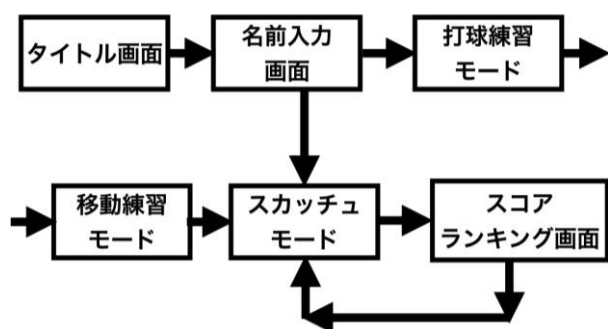 タイトル画面
名前入力
画面
打球練習
モード
移動練習
モード
スカッチュ
モード
スコア
ランキング画面